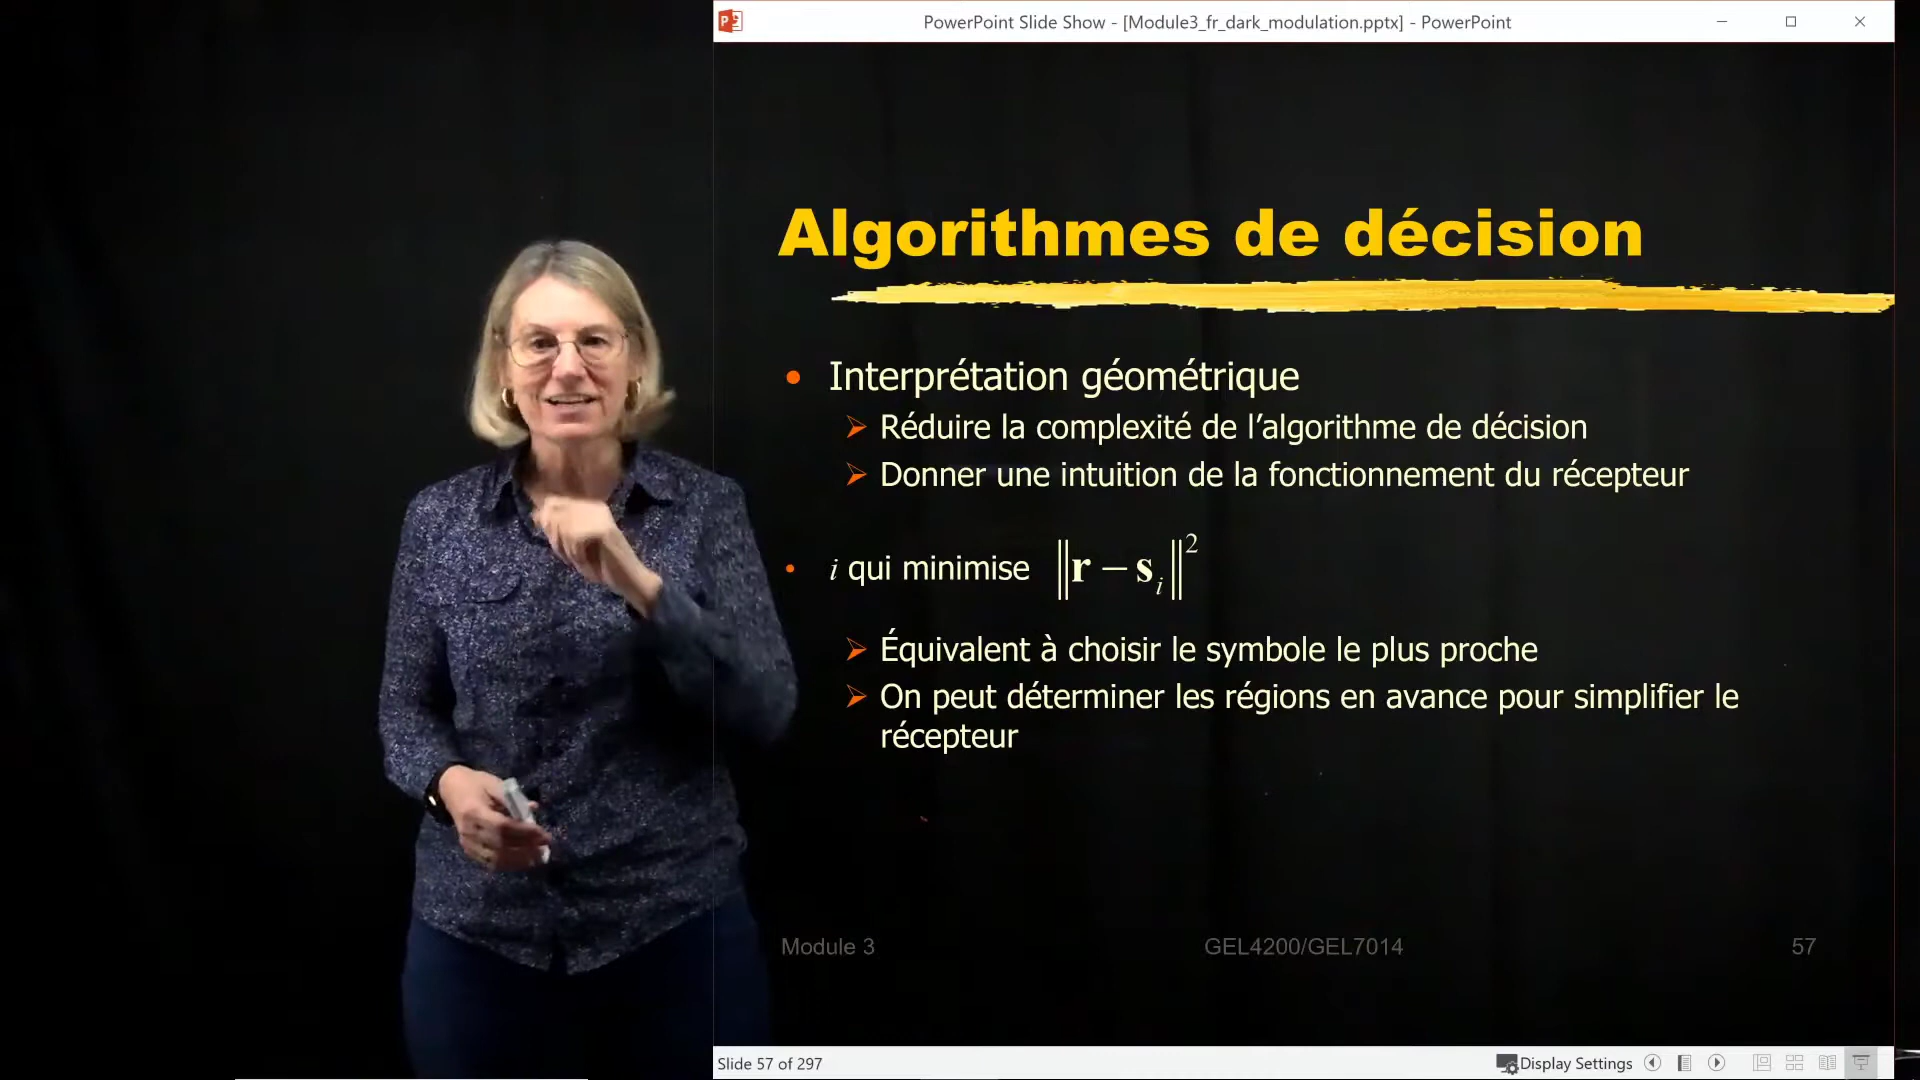 PowerPoint Slide Show - [Module3_fr_dark_modulation.pptx] - PowerPoint
Algorithmes de décision
• Interprétation géométrique
➢ Réduire la complexité de l’algorithme de décision
➢ Donner une intuition de la fonctionnement du récepteur
• i qui minimise ‖r − sᵢ‖²
➢ Équivalent à choisir le symbole le plus proche
➢ On peut déterminer les régions en avance pour simplifier le
récepteur
Module 3 GEL4200/GEL7014 57
Slide 57 of 297 Display Settings